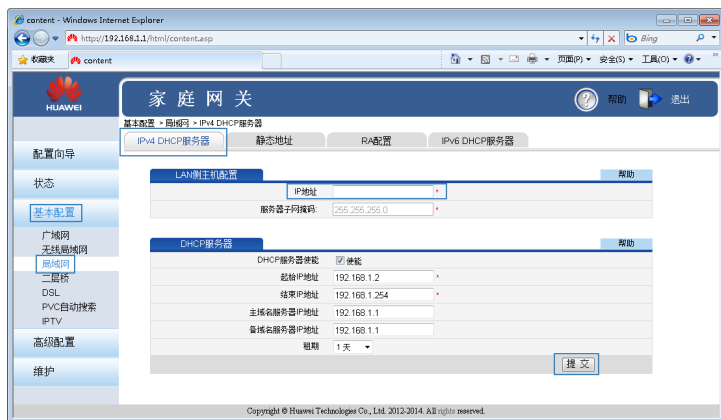 content - Windows Internet Explorer
http://192.168.1.1/html/content.asp
Bing
收藏夹 content
页面(P) 安全(S) 工具(O)
HUAWEI
家庭网关
帮助 退出
基本配置 > 局域网 > IPv4 DHCP服务器
IPv4 DHCP服务器 静态地址 RA配置 IPv6 DHCP服务器
配置向导
状态
基本配置
广域网
无线局域网
局域网
二层桥
DSL
PVC自动搜索
IPTV
高级配置
维护
LAN侧主机配置 帮助
IP地址 *
服务器子网掩码: 255.255.255.0 *
DHCP服务器 帮助
DHCP服务器使能 使能
起始IP地址 192.168.1.2 *
结束IP地址 192.168.1.254 *
主域名服务器IP地址 192.168.1.1
备域名服务器IP地址 192.168.1.1
租期 1 天
提 交
Copyright © Huawei Technologies Co., Ltd. 2012-2014. All rights reserved.